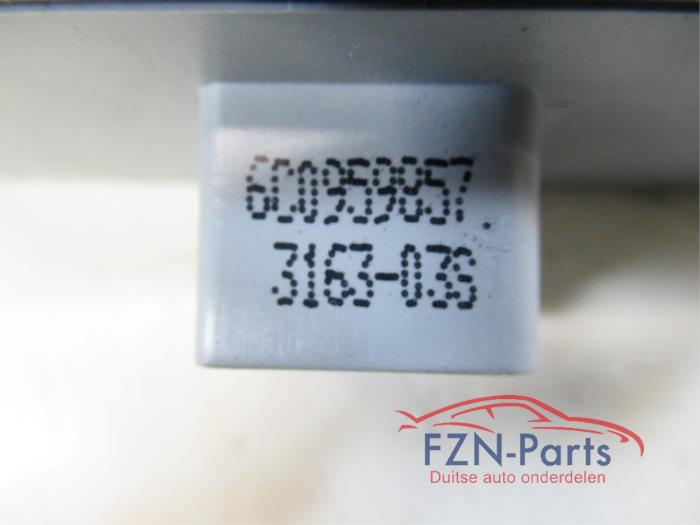 6C0959857
3163-03S
FZN-Parts
Duitse auto onderdelen